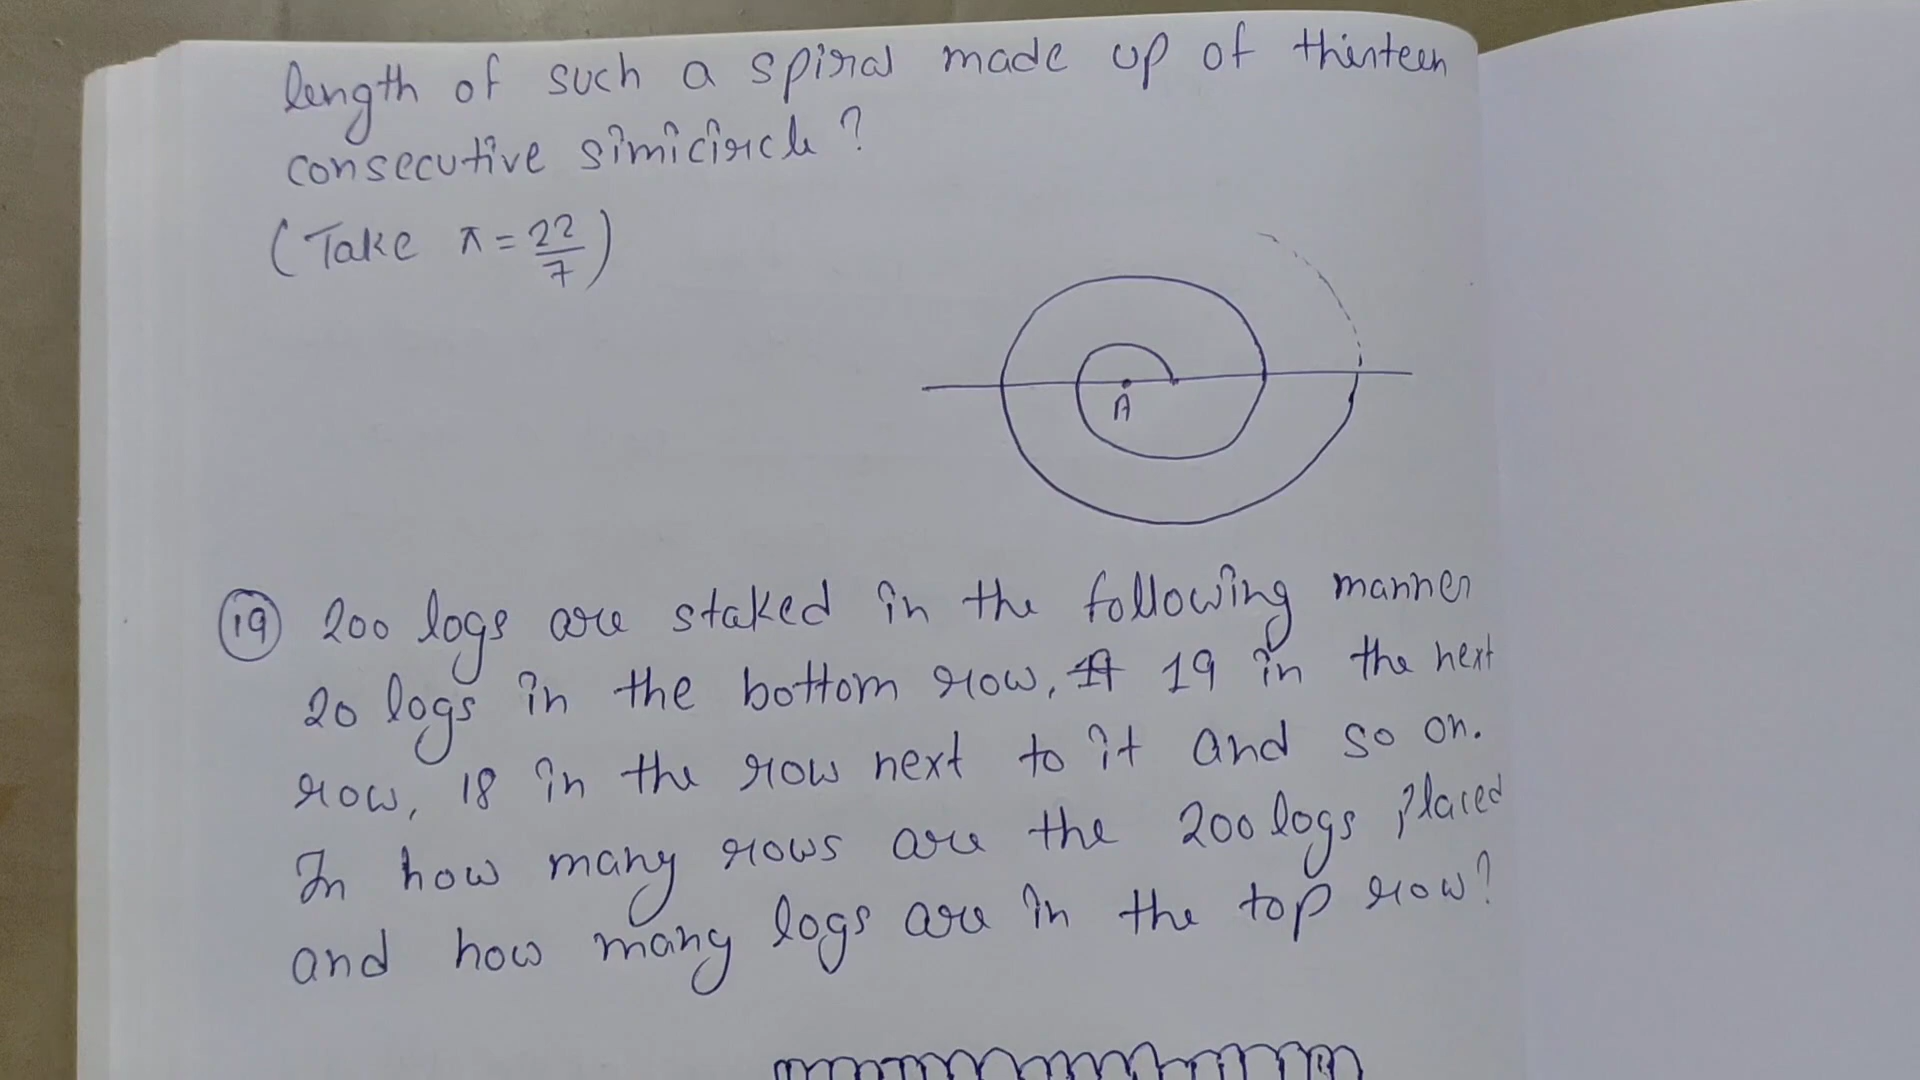 length of such a spiral made up of thirteen
consecutive simicircle?
(Take π = 22/7)
A
19 200 logs are staked in the following manner
20 logs in the bottom row, 19 in the next
row, 18 in the row next to it and so on.
In how many rows are the 200 logs placed
and how many logs are in the top row?